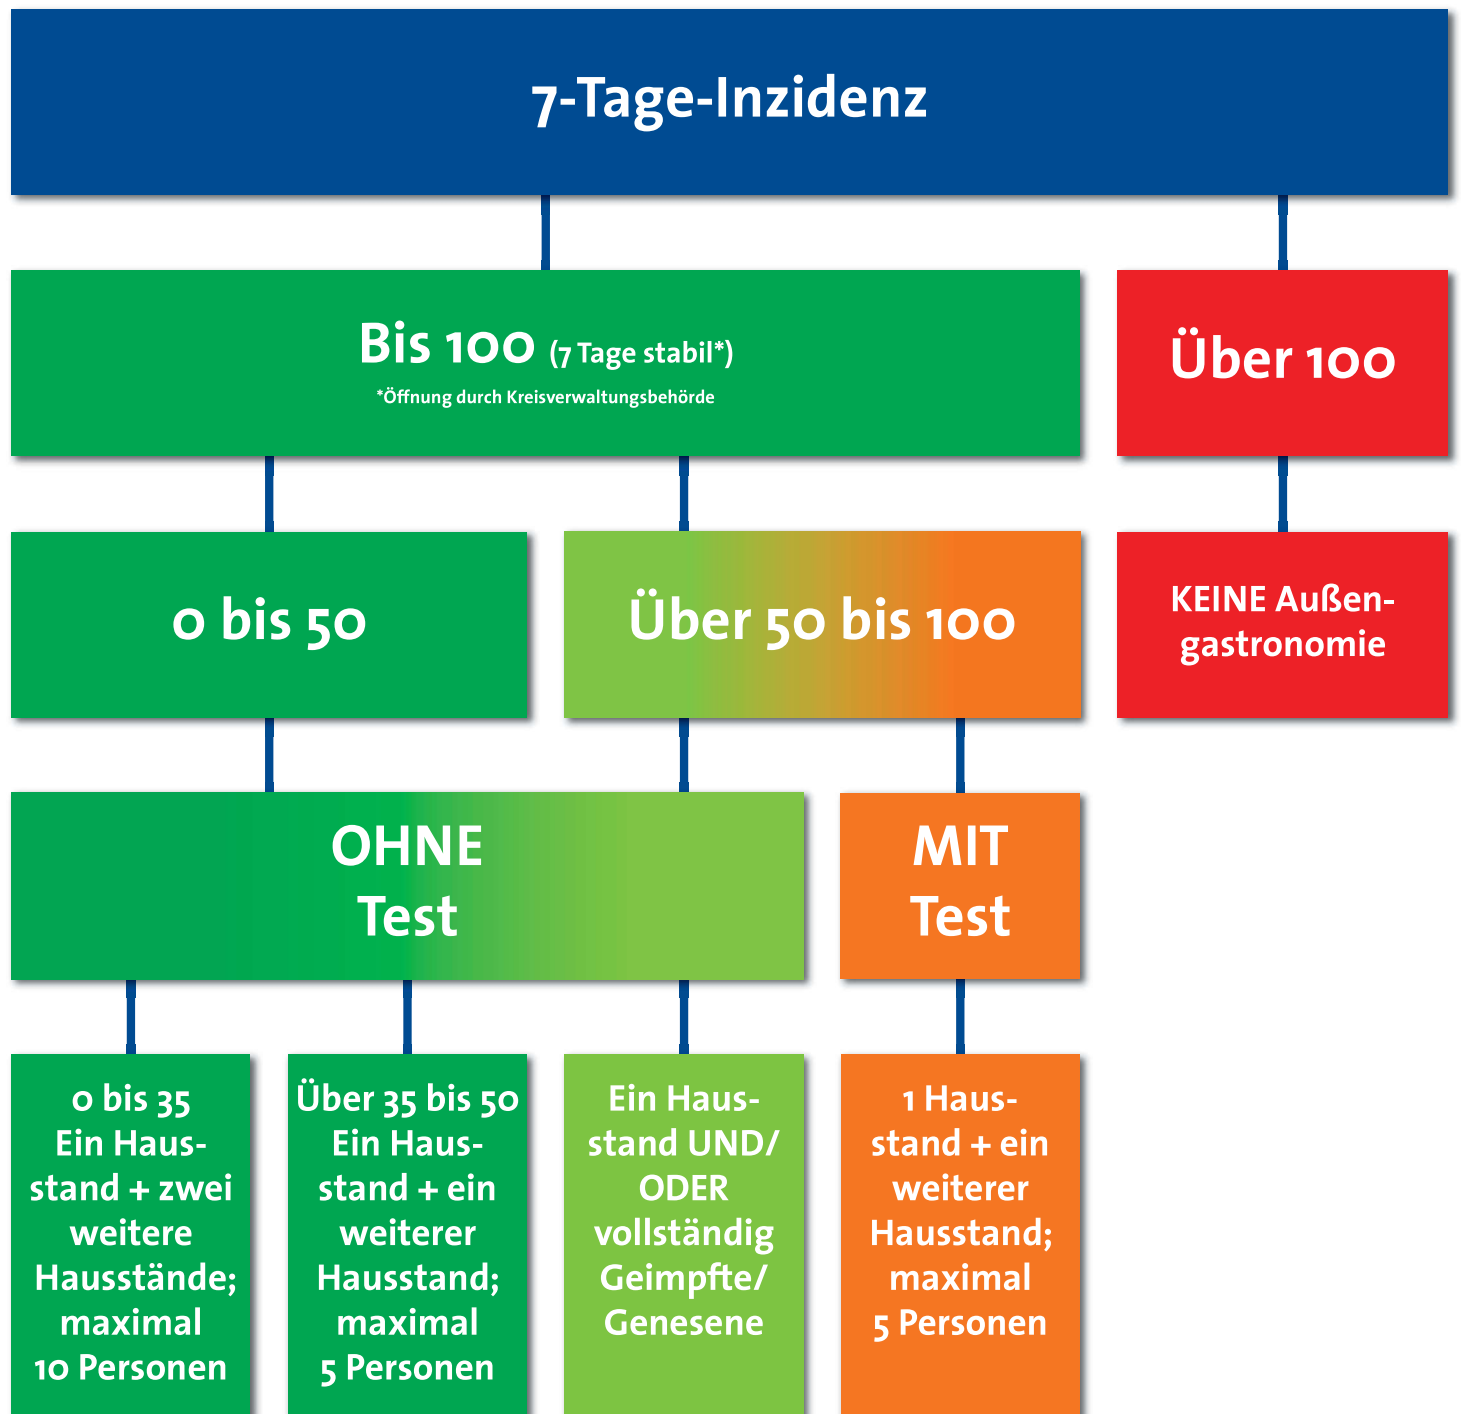 7-Tage-Inzidenz
Bis 100 (7 Tage stabil*)
*Öffnung durch Kreisverwaltungsbehörde
Über 100
0 bis 50
Über 50 bis 100
KEINE Außen-
gastronomie
OHNE
Test
MIT
Test
0 bis 35
Ein Haus-
stand + zwei
weitere
Hausstände;
maximal
10 Personen
Über 35 bis 50
Ein Haus-
stand + ein
weiterer
Hausstand;
maximal
5 Personen
Ein Haus-
stand UND/
ODER
vollständig
Geimpfte/
Genesene
1 Haus-
stand + ein
weiterer
Hausstand;
maximal
5 Personen